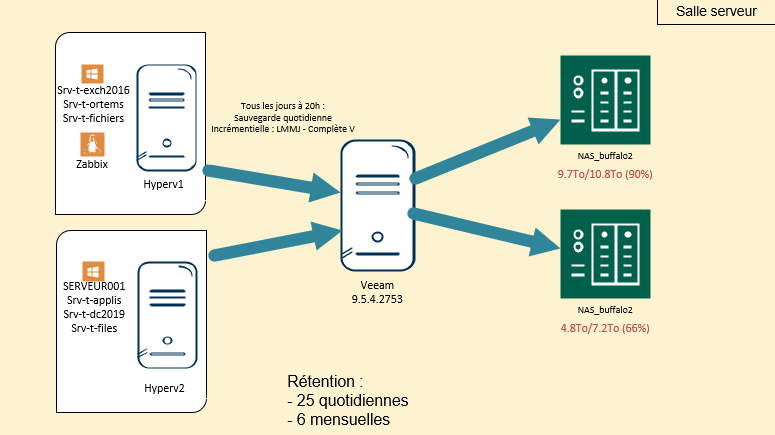 Salle serveur
Srv-t-exch2016
Srv-t-ortems
Srv-t-fichiers
Zabbix
Hyperv1
Tous les jours à 20h :
Sauvegarde quotidienne
Incrémentielle : LMMJ - Complète V
NAS_buffalo2
9.7To/10.8To (90%)
SERVEUR001
Srv-t-applis
Srv-t-dc2019
Srv-t-files
Hyperv2
Veeam
9.5.4.2753
NAS_buffalo2
4.8To/7.2To (66%)
Rétention :
- 25 quotidiennes
- 6 mensuelles